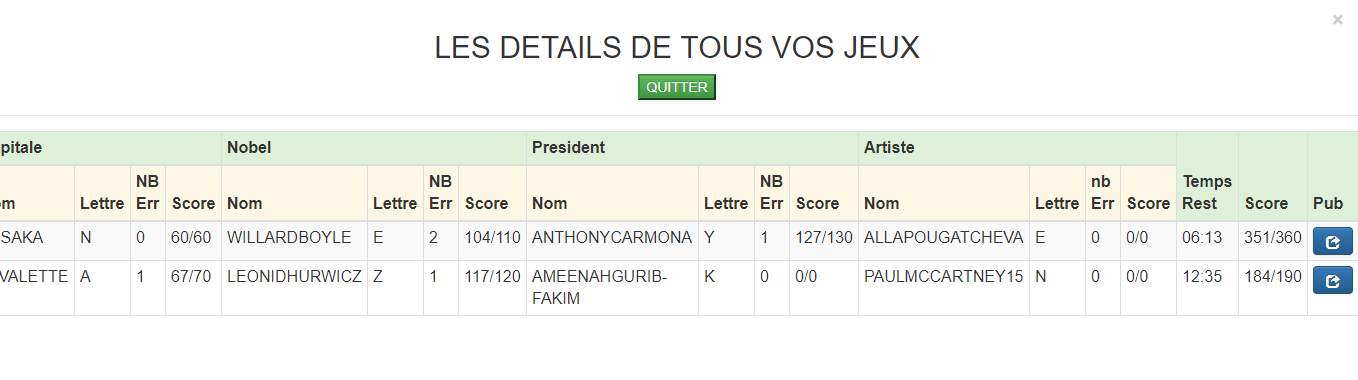 ×
LES DETAILS DE TOUS VOS JEUX
QUITTER
pitale Nobel President Artiste
om Lettre NB Err Score Nom Lettre NB Err Score Nom Lettre NB Err Score Nom Lettre nb Err Score Temps Rest Score Pub
SAKA N 0 60/60 WILLARDBOYLE E 2 104/110 ANTHONYCARMONA Y 1 127/130 ALLAPOUGATCHEVA E 0 0/0 06:13 351/360
VALETTE A 1 67/70 LEONIDHURWICZ Z 1 117/120 AMEENAHGURIB-FAKIM K 0 0/0 PAULMCCARTNEY15 N 0 0/0 12:35 184/190